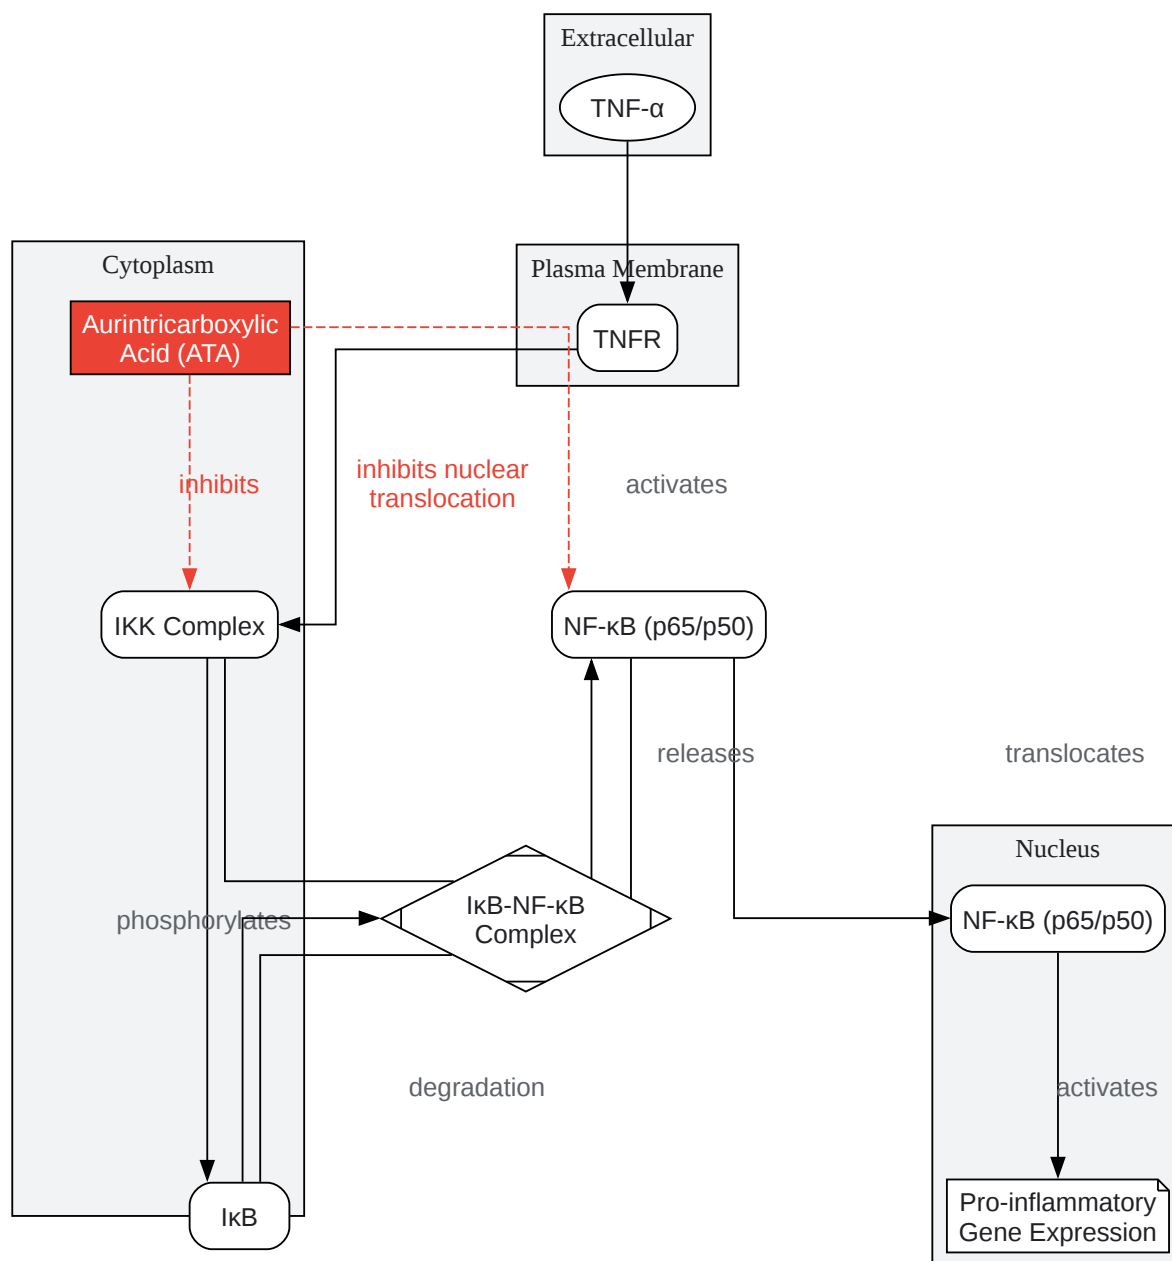 Extracellular
TNF-α
Cytoplasm
Plasma Membrane
Aurintricarboxylic
Acid (ATA)
TNFR
inhibits
inhibits nuclear
translocation
activates
IKK Complex
NF-κB (p65/p50)
releases
translocates
Nucleus
phosphorylates
IκB-NF-κB
Complex
NF-κB (p65/p50)
degradation
activates
IκB
Pro-inflammatory
Gene Expression